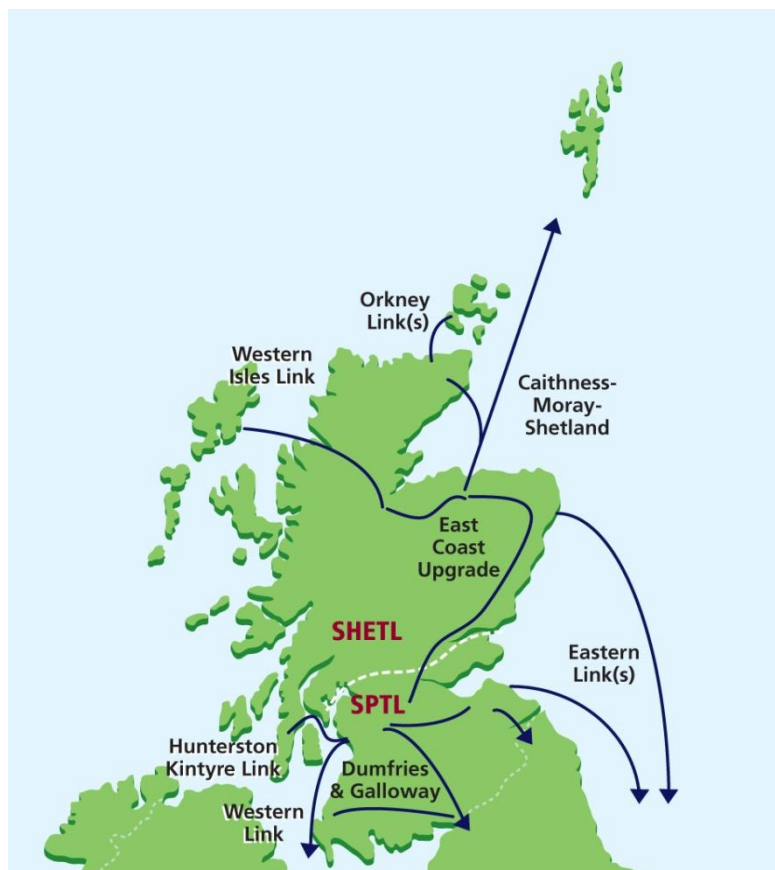 Orkney
Link(s)
Western
Isles Link
Caithness-
Moray-
Shetland
East
Coast
Upgrade
SHETL
Eastern
Link(s)
SPTL
Hunterston
Kintyre Link
Dumfries
& Galloway
Western
Link